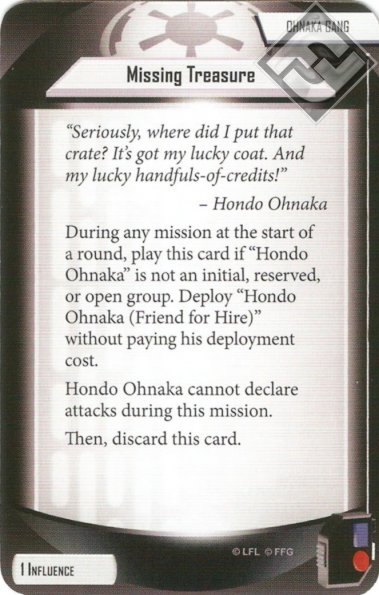 OHNAKA GANG
Missing Treasure
“Seriously, where did I put that
crate? It’s got my lucky coat. And
my lucky handfuls-of-credits!”
– Hondo Ohnaka
During any mission at the start of
a round, play this card if “Hondo
Ohnaka” is not an initial, reserved,
or open group. Deploy “Hondo
Ohnaka (Friend for Hire)”
without paying his deployment
cost.
Hondo Ohnaka cannot declare
attacks during this mission.
Then, discard this card.
© LFL © FFG
1 INFLUENCE